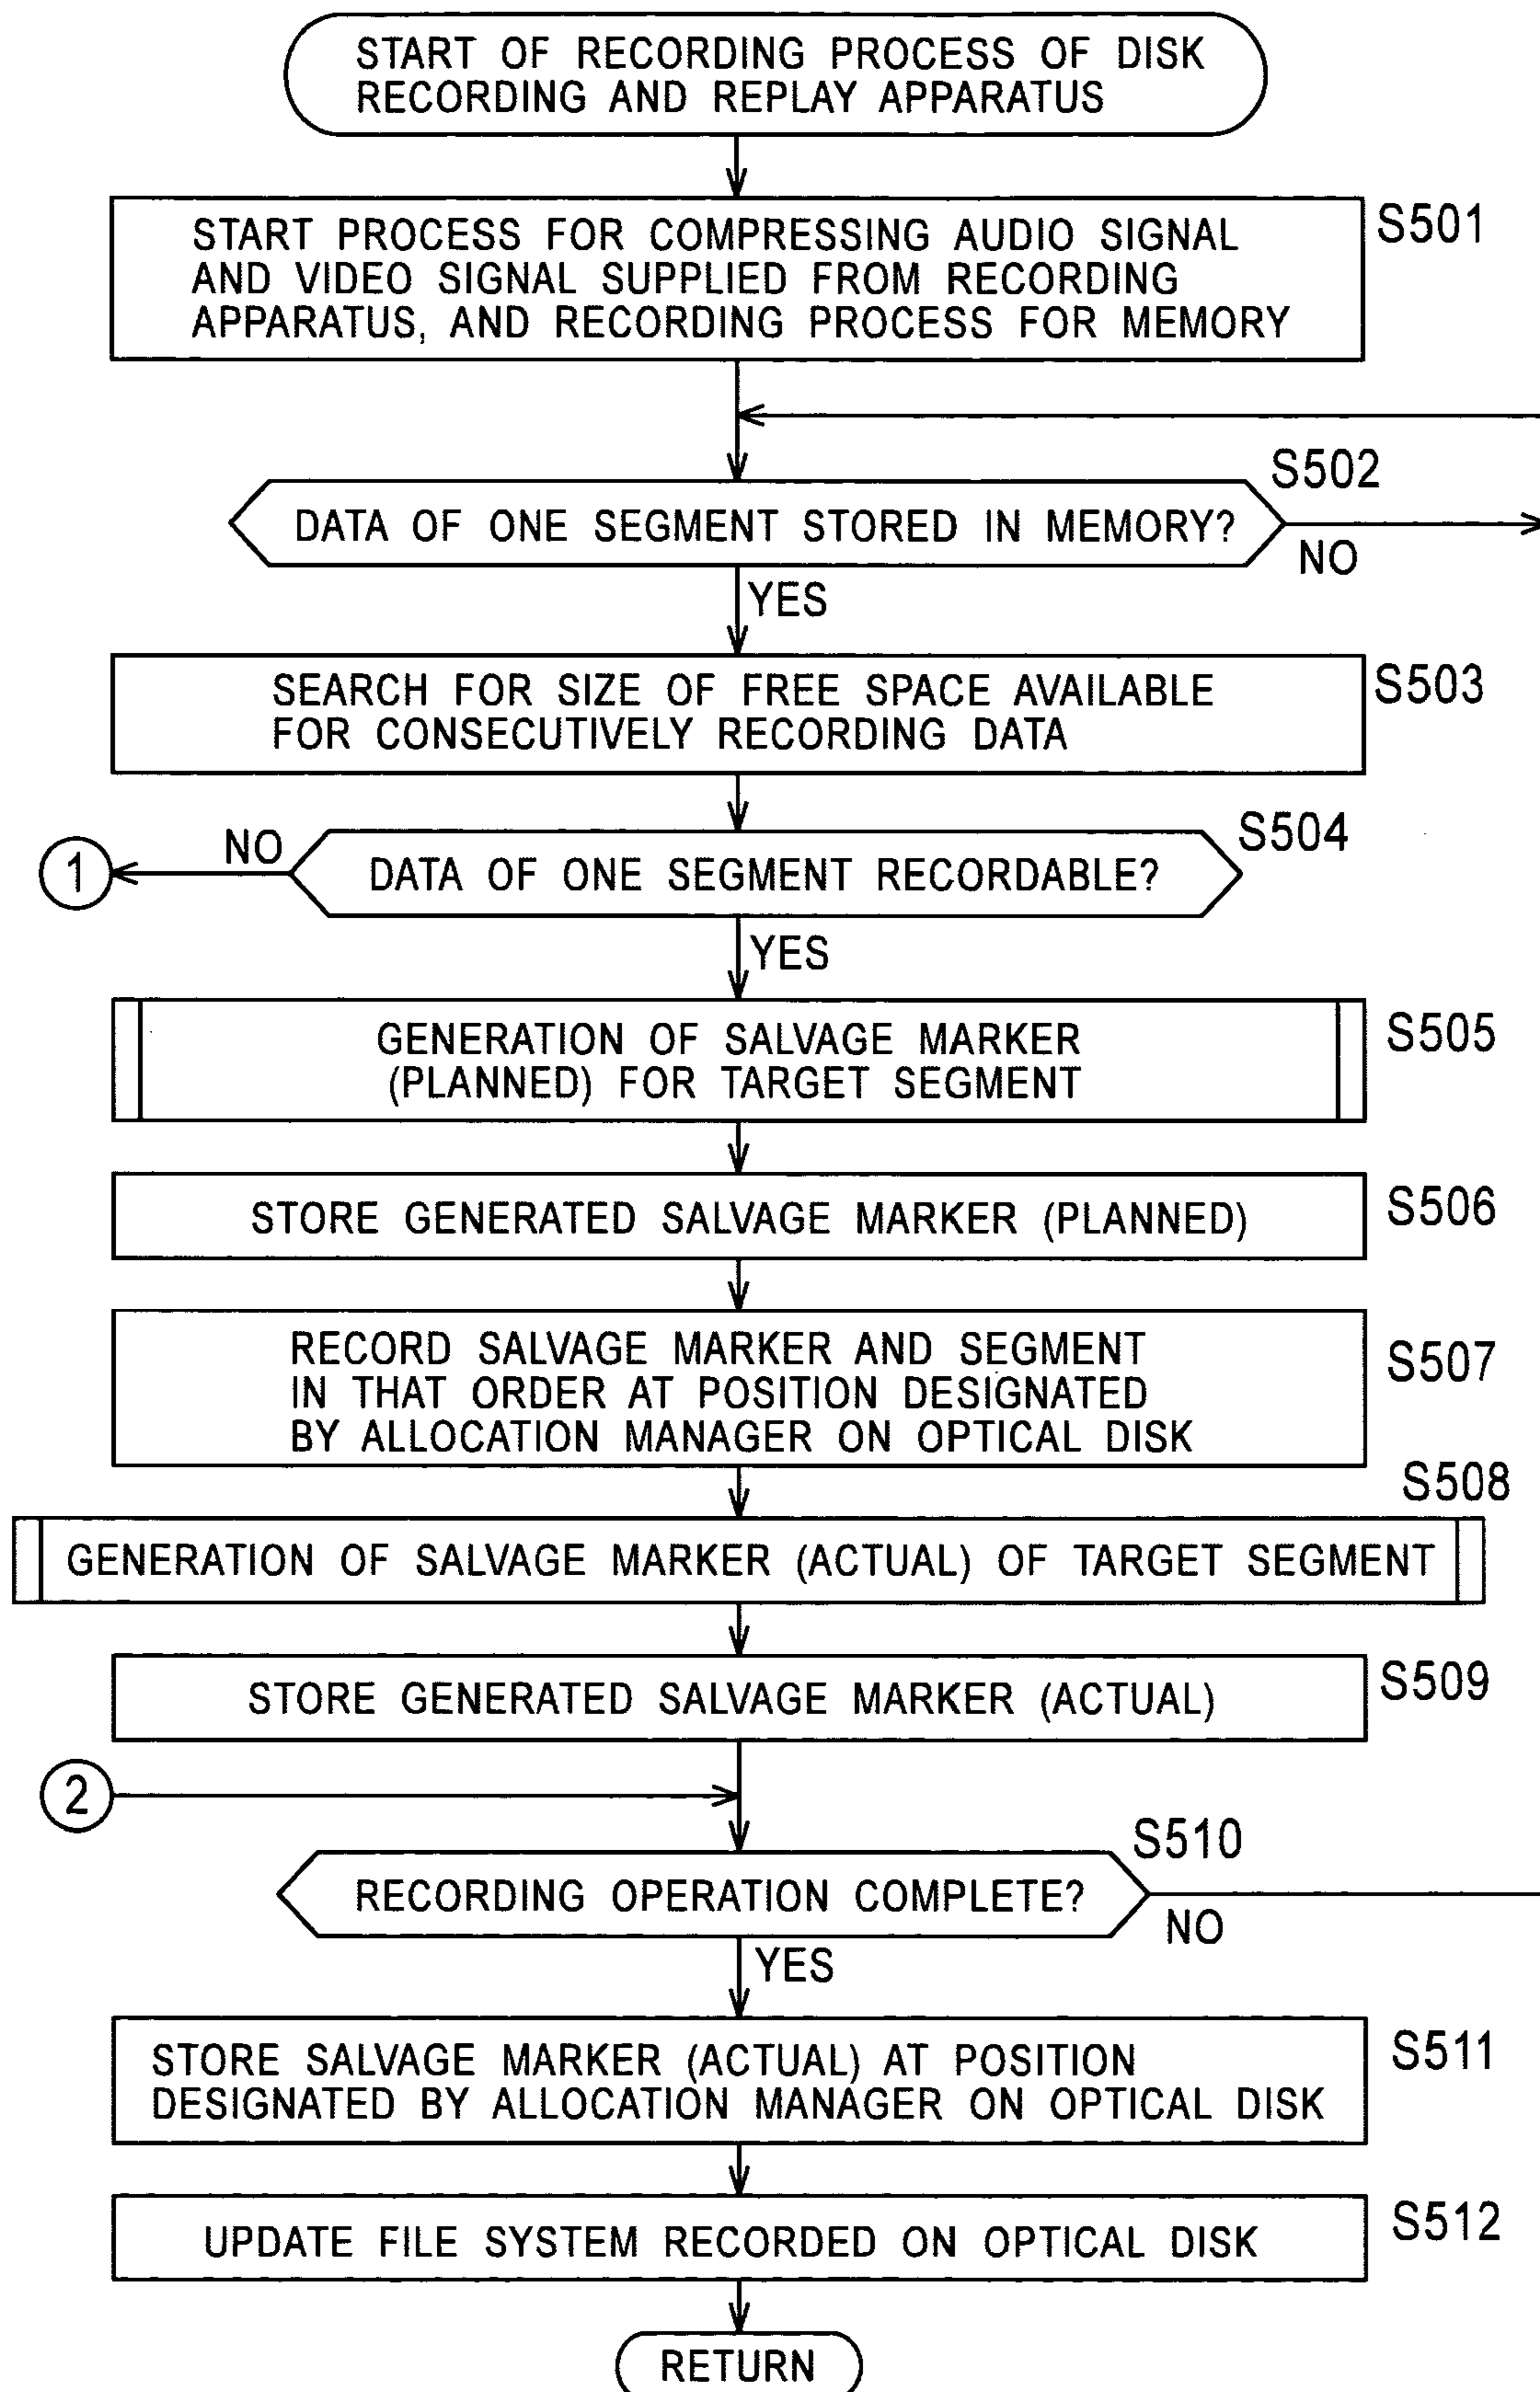 START OF RECORDING PROCESS OF DISK
RECORDING AND REPLAY APPARATUS
START PROCESS FOR COMPRESSING AUDIO SIGNAL
AND VIDEO SIGNAL SUPPLIED FROM RECORDING
APPARATUS, AND RECORDING PROCESS FOR MEMORY
S501
DATA OF ONE SEGMENT STORED IN MEMORY?
S502
NO
YES
SEARCH FOR SIZE OF FREE SPACE AVAILABLE
FOR CONSECUTIVELY RECORDING DATA
S503
1
NO
DATA OF ONE SEGMENT RECORDABLE?
S504
YES
GENERATION OF SALVAGE MARKER
(PLANNED) FOR TARGET SEGMENT
S505
STORE GENERATED SALVAGE MARKER (PLANNED)
S506
RECORD SALVAGE MARKER AND SEGMENT
IN THAT ORDER AT POSITION DESIGNATED
BY ALLOCATION MANAGER ON OPTICAL DISK
S507
S508
GENERATION OF SALVAGE MARKER (ACTUAL) OF TARGET SEGMENT
STORE GENERATED SALVAGE MARKER (ACTUAL)
S509
2
S510
RECORDING OPERATION COMPLETE?
NO
YES
STORE SALVAGE MARKER (ACTUAL) AT POSITION
DESIGNATED BY ALLOCATION MANAGER ON OPTICAL DISK
S511
UPDATE FILE SYSTEM RECORDED ON OPTICAL DISK
S512
RETURN